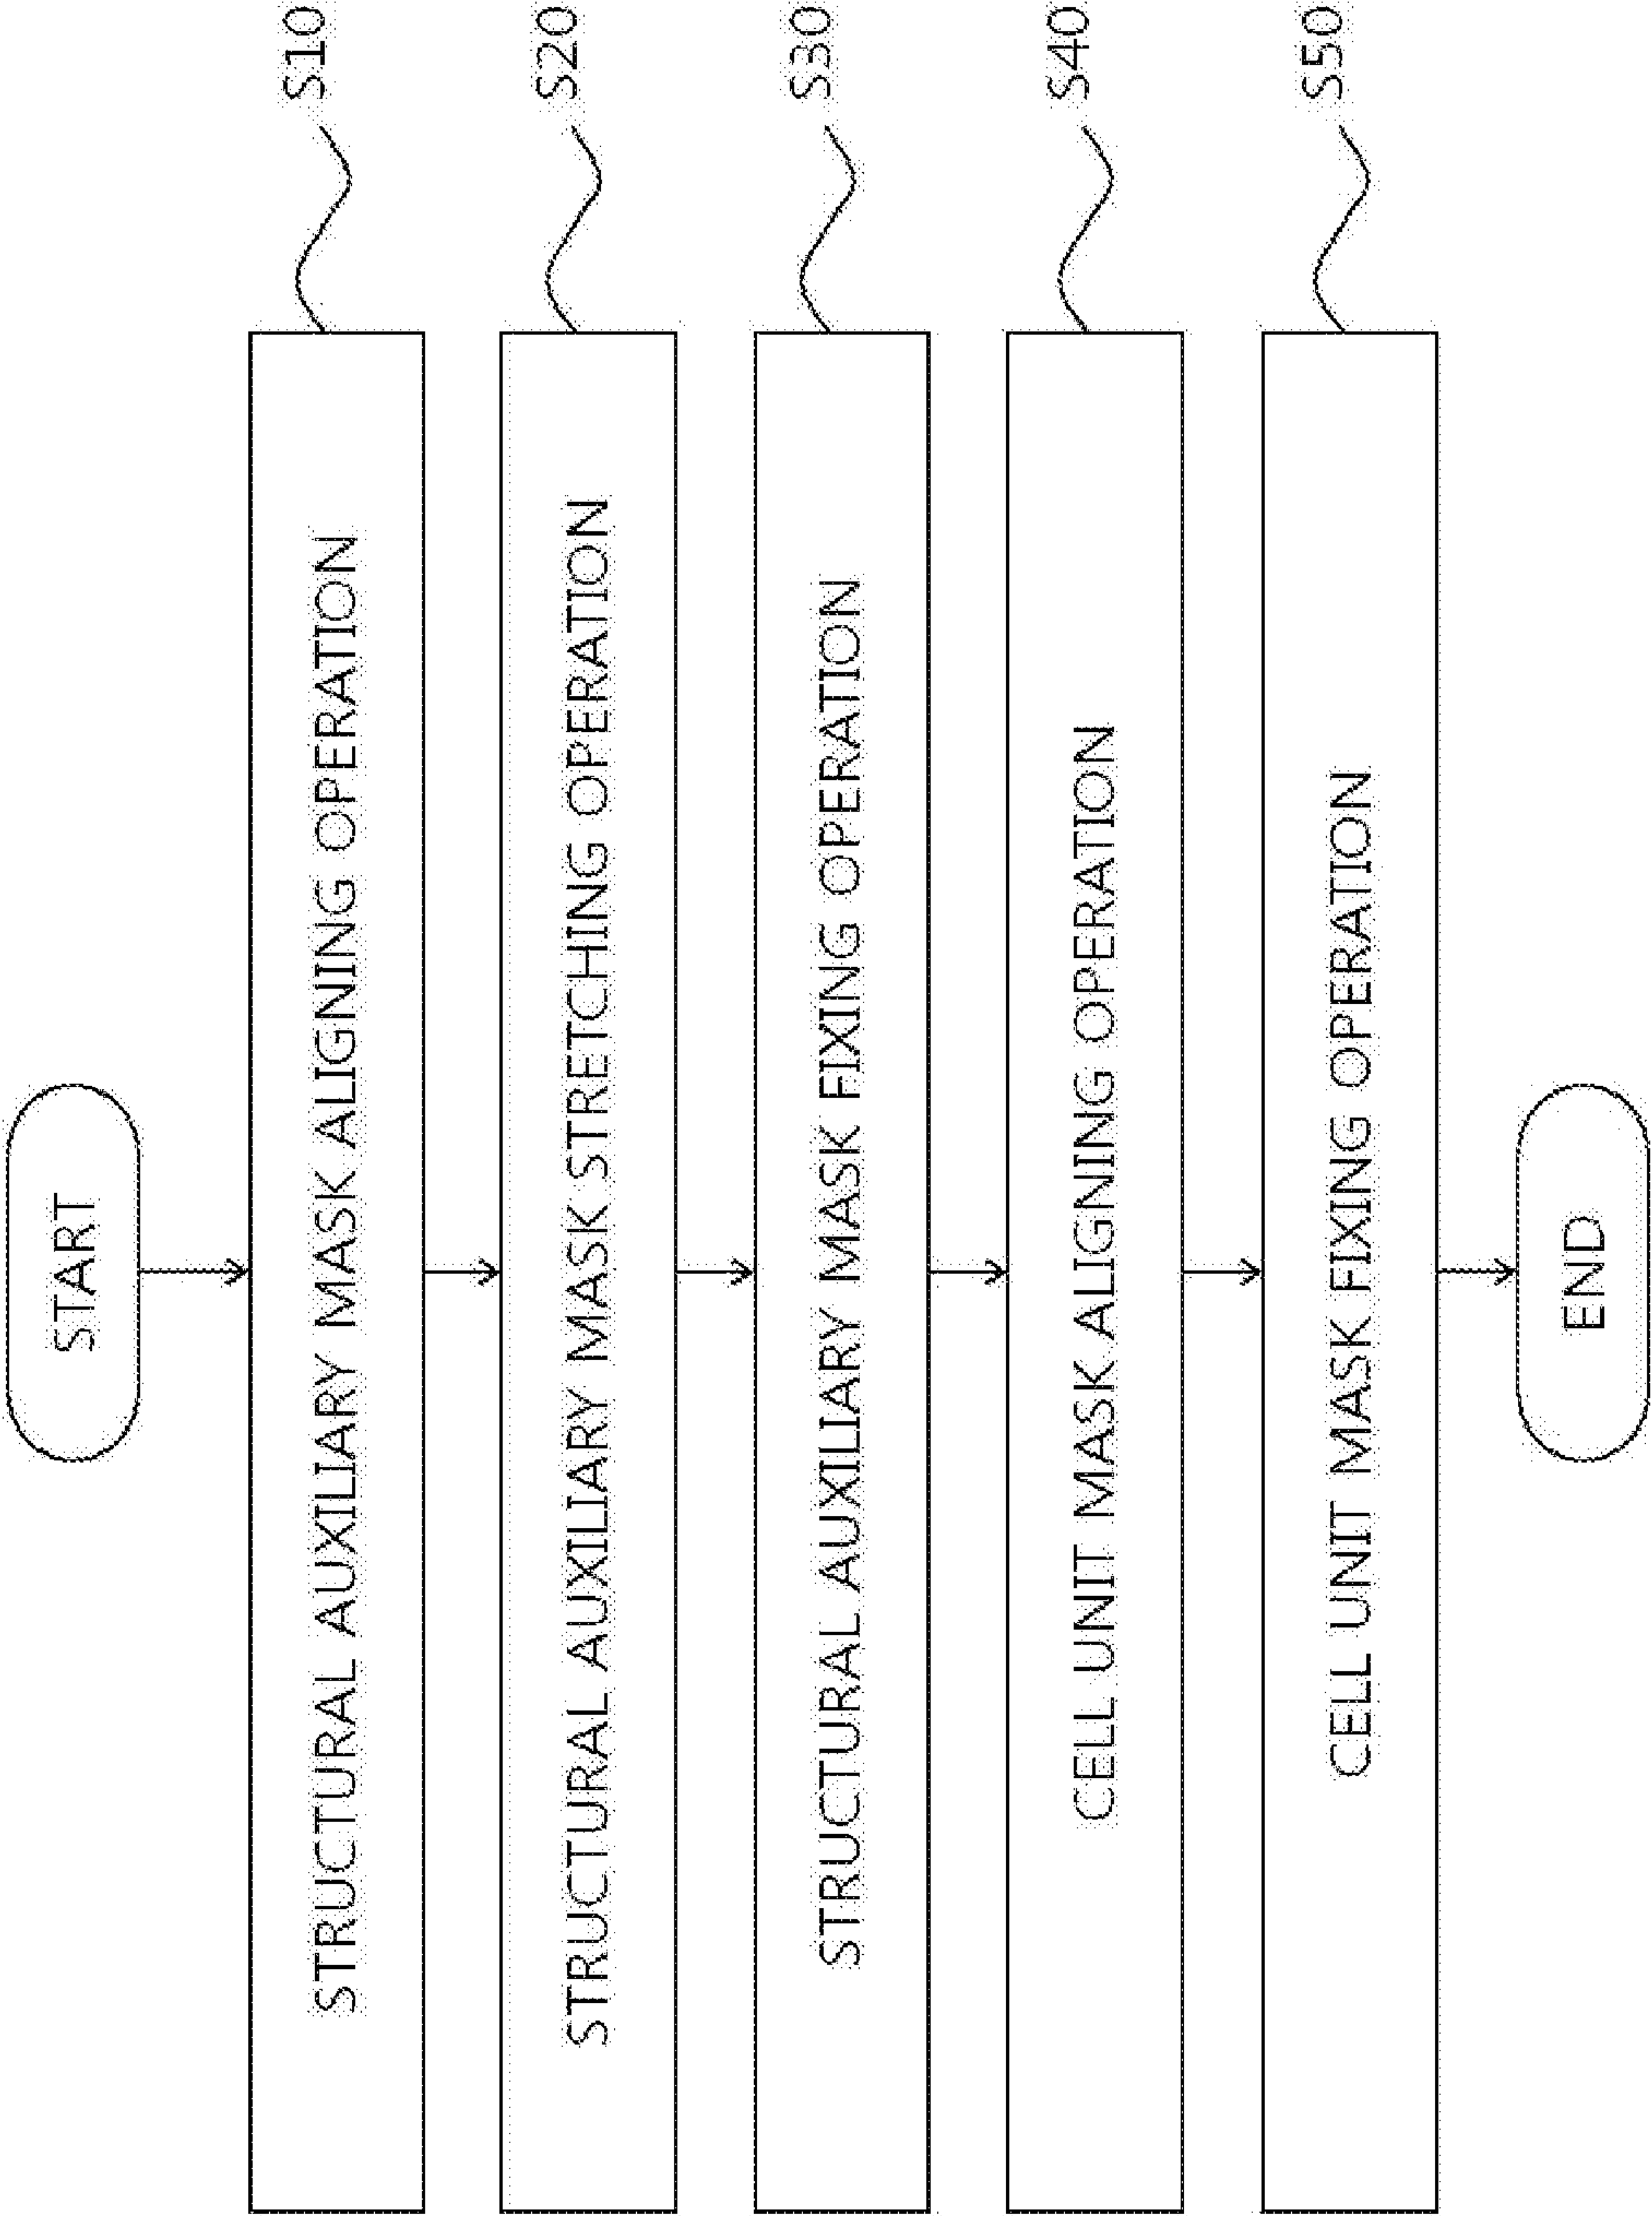 START
STRUCTURAL AUXILIARY MASK ALIGNING OPERATION
S10
STRUCTURAL AUXILIARY MASK STRETCHING OPERATION
S20
STRUCTURAL AUXILIARY MASK FIXING OPERATION
S30
CELL UNIT MASK ALIGNING OPERATION
S40
CELL UNIT MASK FIXING OPERATION
S50
END